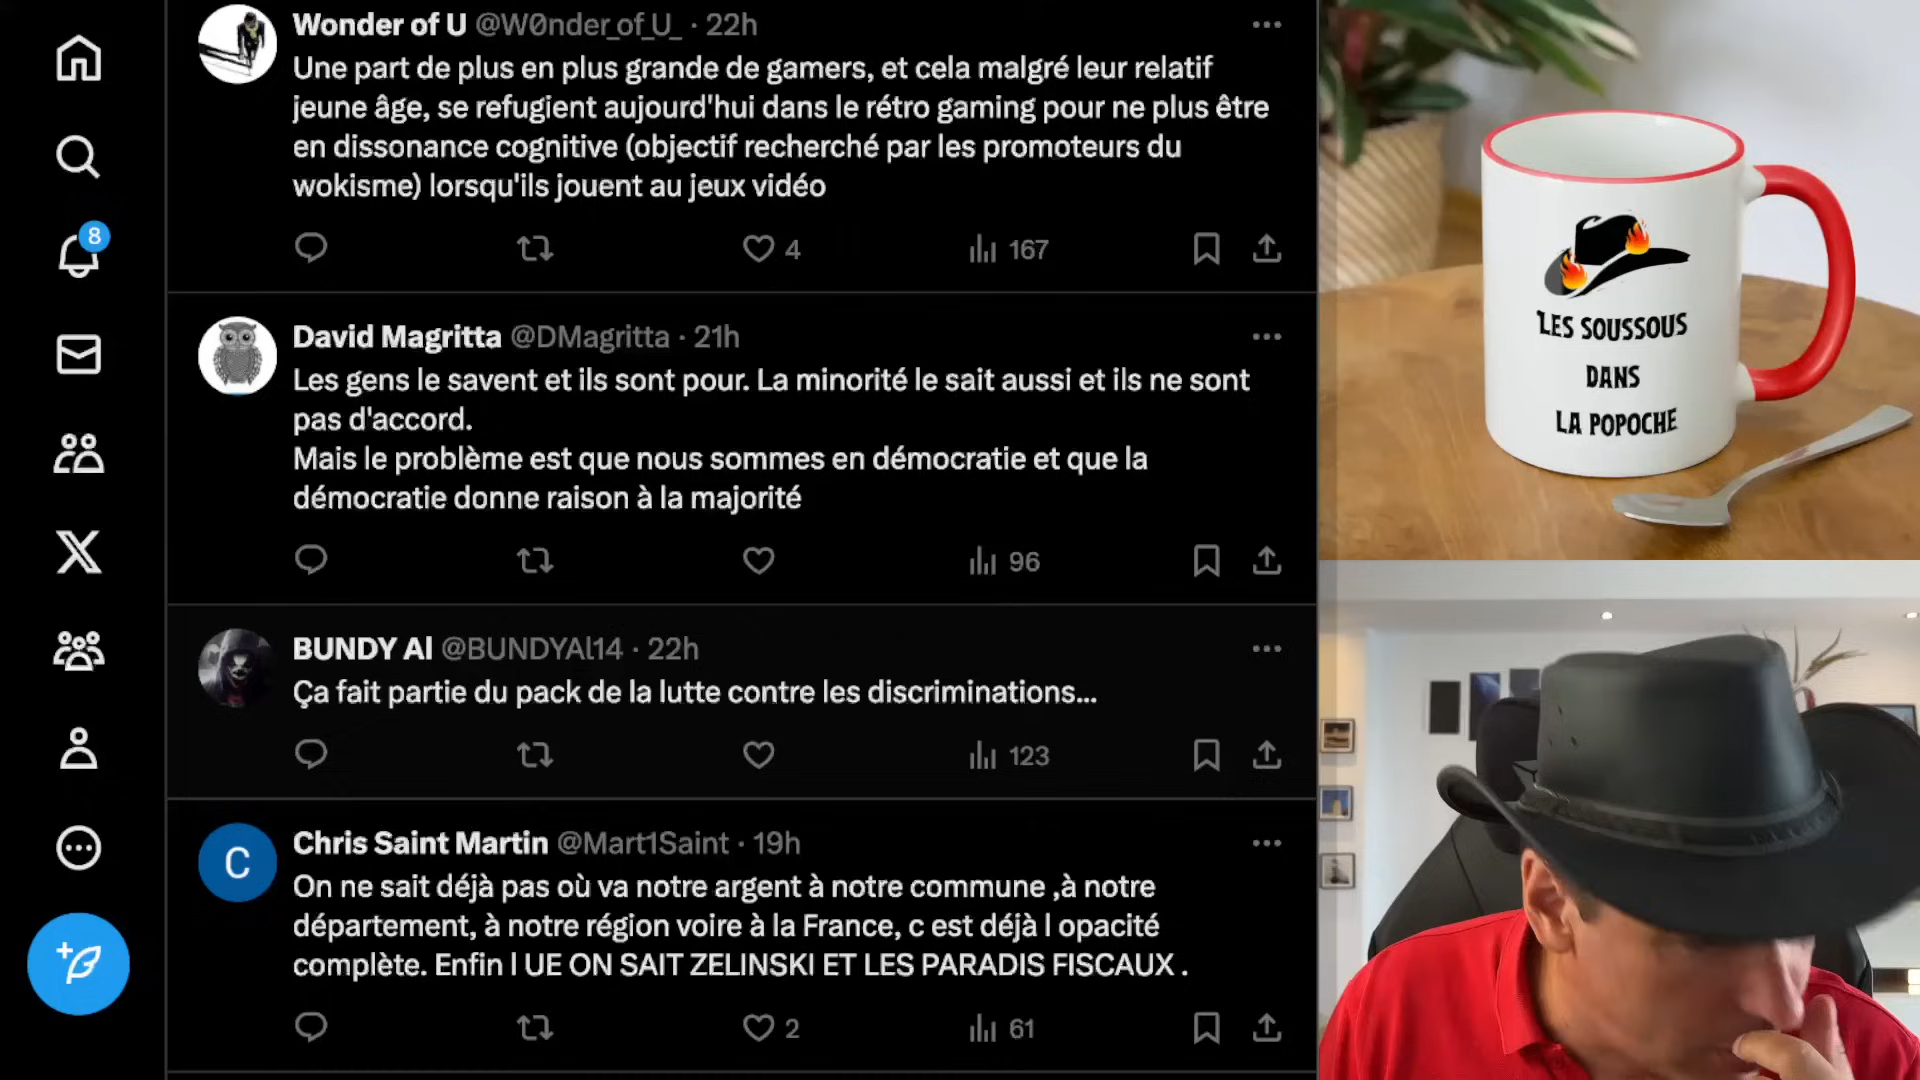 Wonder of U @W0nder_of_U_ · 22h
Une part de plus en plus grande de gamers, et cela malgré leur relatif
jeune âge, se refugient aujourd'hui dans le rétro gaming pour ne plus être
en dissonance cognitive (objectif recherché par les promoteurs du
wokisme) lorsqu'ils jouent au jeux vidéo
4
167
8
David Magritta @DMagritta · 21h
Les gens le savent et ils sont pour. La minorité le sait aussi et ils ne sont
pas d'accord.
Mais le problème est que nous sommes en démocratie et que la
démocratie donne raison à la majorité
96
BUNDY Al @BUNDYAl14 · 22h
Ça fait partie du pack de la lutte contre les discriminations...
123
C
Chris Saint Martin @Mart1Saint · 19h
On ne sait déjà pas où va notre argent à notre commune ,à notre
département, à notre région voire à la France, c est déjà l opacité
complète. Enfin l UE ON SAIT ZELINSKI ET LES PARADIS FISCAUX .
2
61
LES SOUSSOUS
DANS
LA POPOCHE